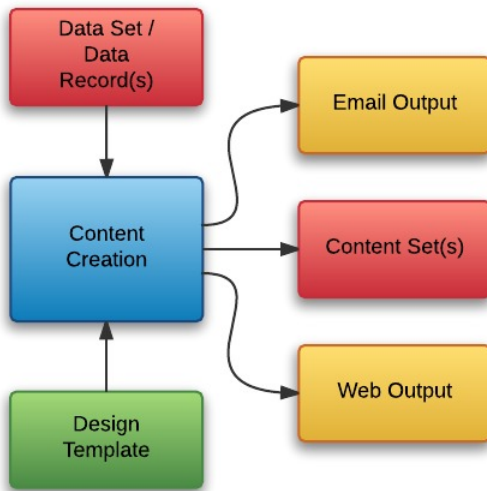 Data Set /
Data
Record(s)
Email Output
Content
Creation
Content Set(s)
Web Output
Design
Template